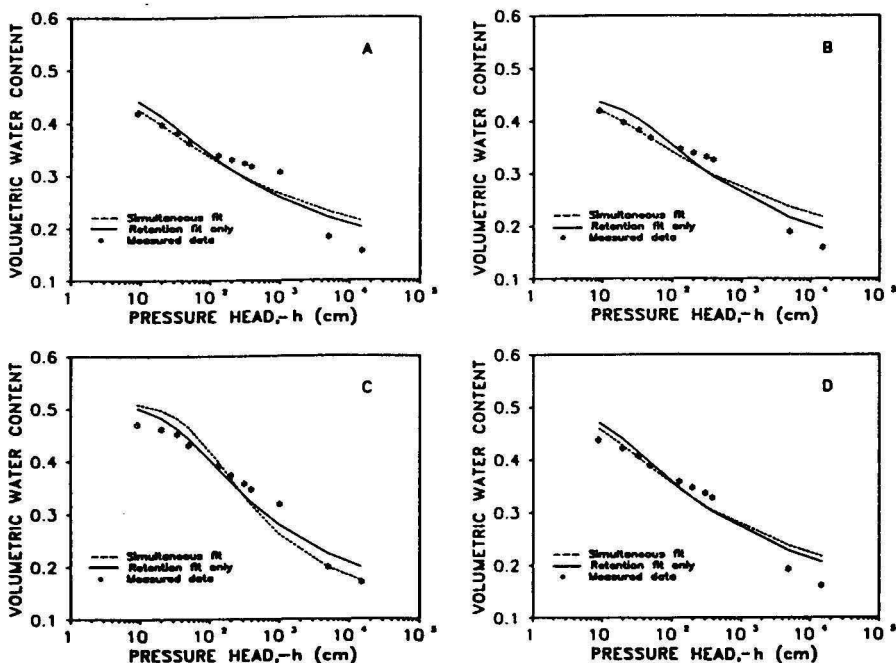 A
VOLUMETRIC WATER CONTENT
0.6
0.5
0.4
0.3
0.2
0.1
Simultaneous fit
Retention fit only
Measured data
1 10 10² 10³ 10⁴ 10⁵
PRESSURE HEAD,-h (cm)
B
VOLUMETRIC WATER CONTENT
0.6
0.5
0.4
0.3
0.2
0.1
Simultaneous fit
Retention fit only
Measured data
1 10 10² 10³ 10⁴ 10⁵
PRESSURE HEAD,-h (cm)
C
VOLUMETRIC WATER CONTENT
0.6
0.5
0.4
0.3
0.2
0.1
Simultaneous fit
Retention fit only
Measured data
1 10 10² 10³ 10⁴ 10⁵
PRESSURE HEAD,-h (cm)
D
VOLUMETRIC WATER CONTENT
0.6
0.5
0.4
0.3
0.2
0.1
Simultaneous fit
Retention fit only
Measured data
1 10 10² 10³ 10⁴ 10⁵
PRESSURE HEAD,-h (cm)